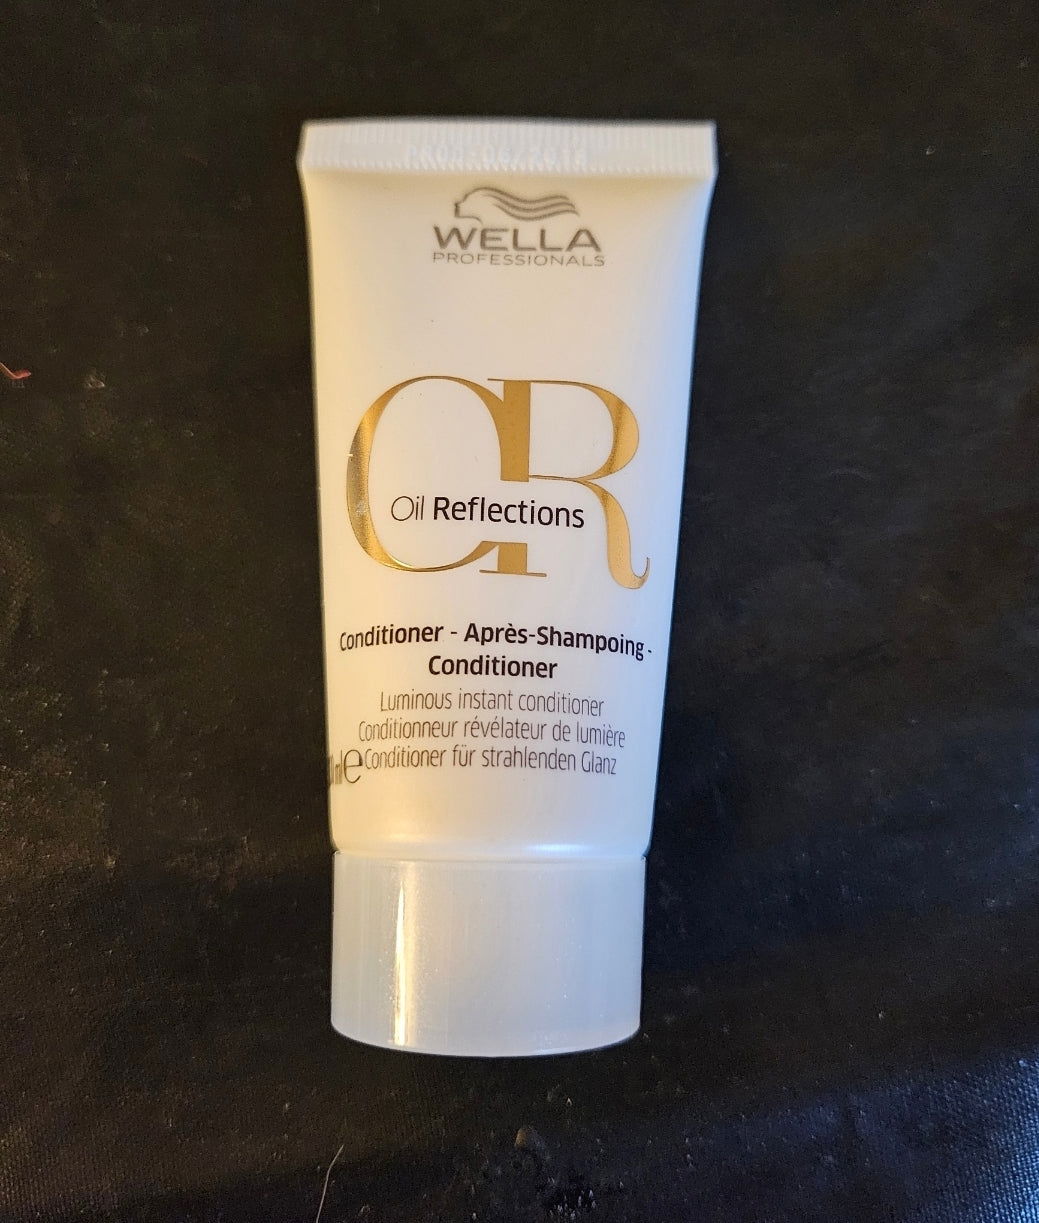 WELLA
PROFESSIONALS
OR
Oil Reflections
Conditioner - Après-Shampoing -
Conditioner
Luminous instant conditioner
Conditionneur révélateur de lumière
Conditioner für strahlenden Glanz
ml e